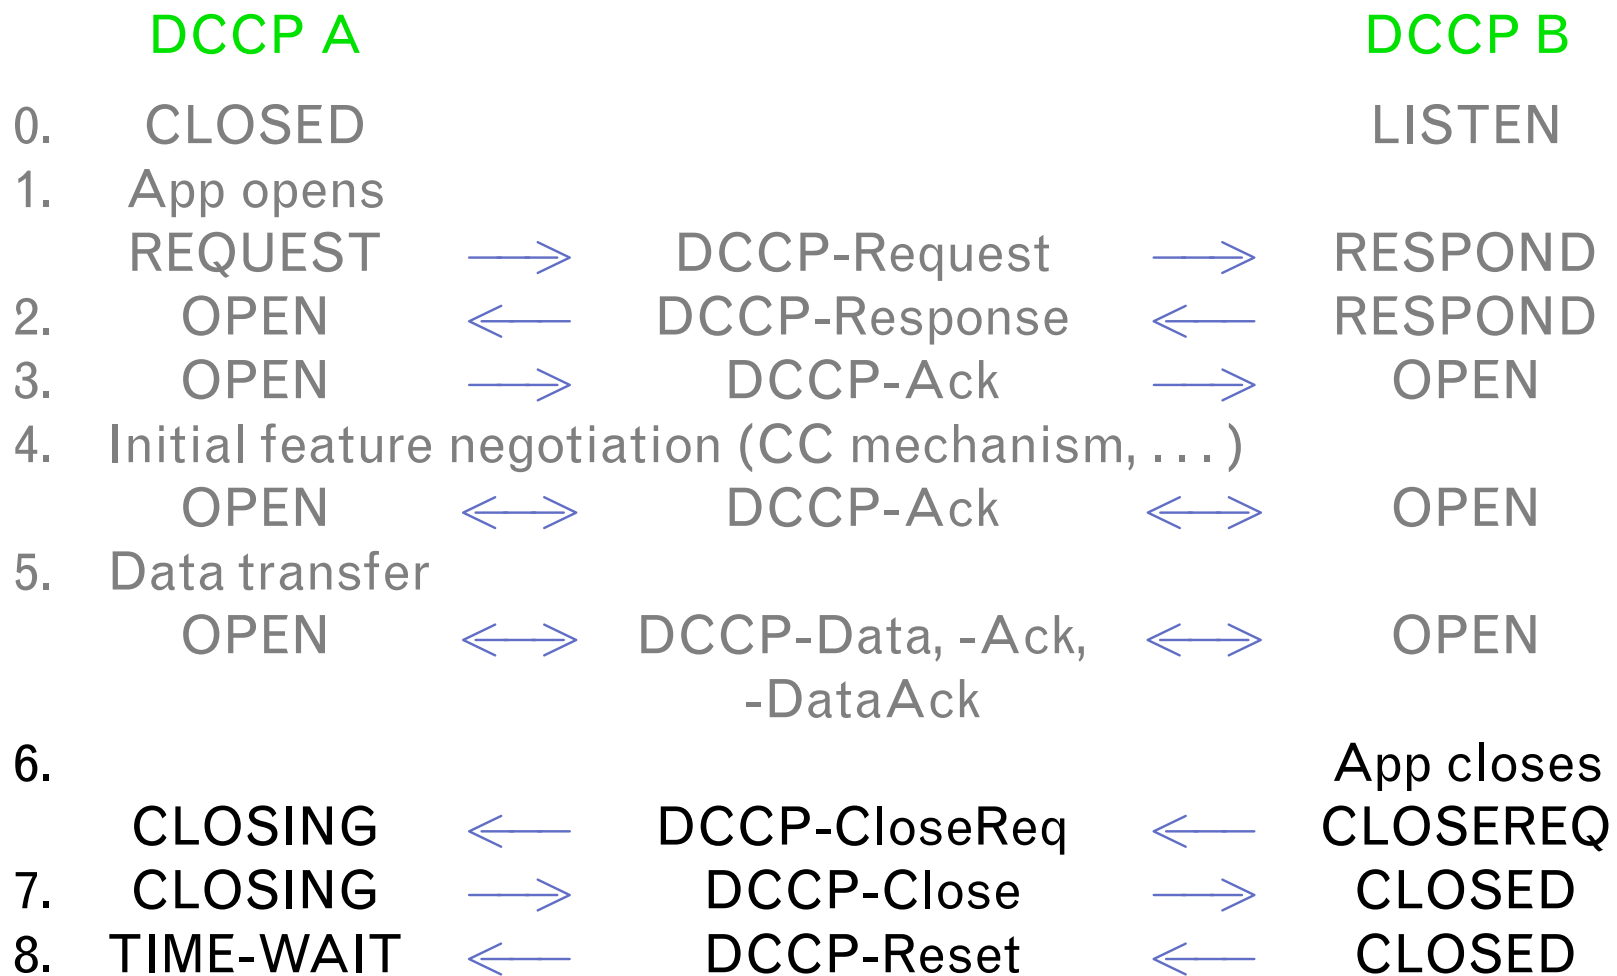 DCCP A DCCP B
0. CLOSED LISTEN
1. App opens
REQUEST ⟶ DCCP-Request ⟶ RESPOND
2. OPEN ⟵ DCCP-Response ⟵ RESPOND
3. OPEN ⟶ DCCP-Ack ⟶ OPEN
4. Initial feature negotiation (CC mechanism, . . . )
OPEN ⟷ DCCP-Ack ⟷ OPEN
5. Data transfer
OPEN ⟷ DCCP-Data, -Ack, ⟷ OPEN
-DataAck
6. App closes
CLOSING ⟵ DCCP-CloseReq ⟵ CLOSEREQ
7. CLOSING ⟶ DCCP-Close ⟶ CLOSED
8. TIME-WAIT ⟵ DCCP-Reset ⟵ CLOSED